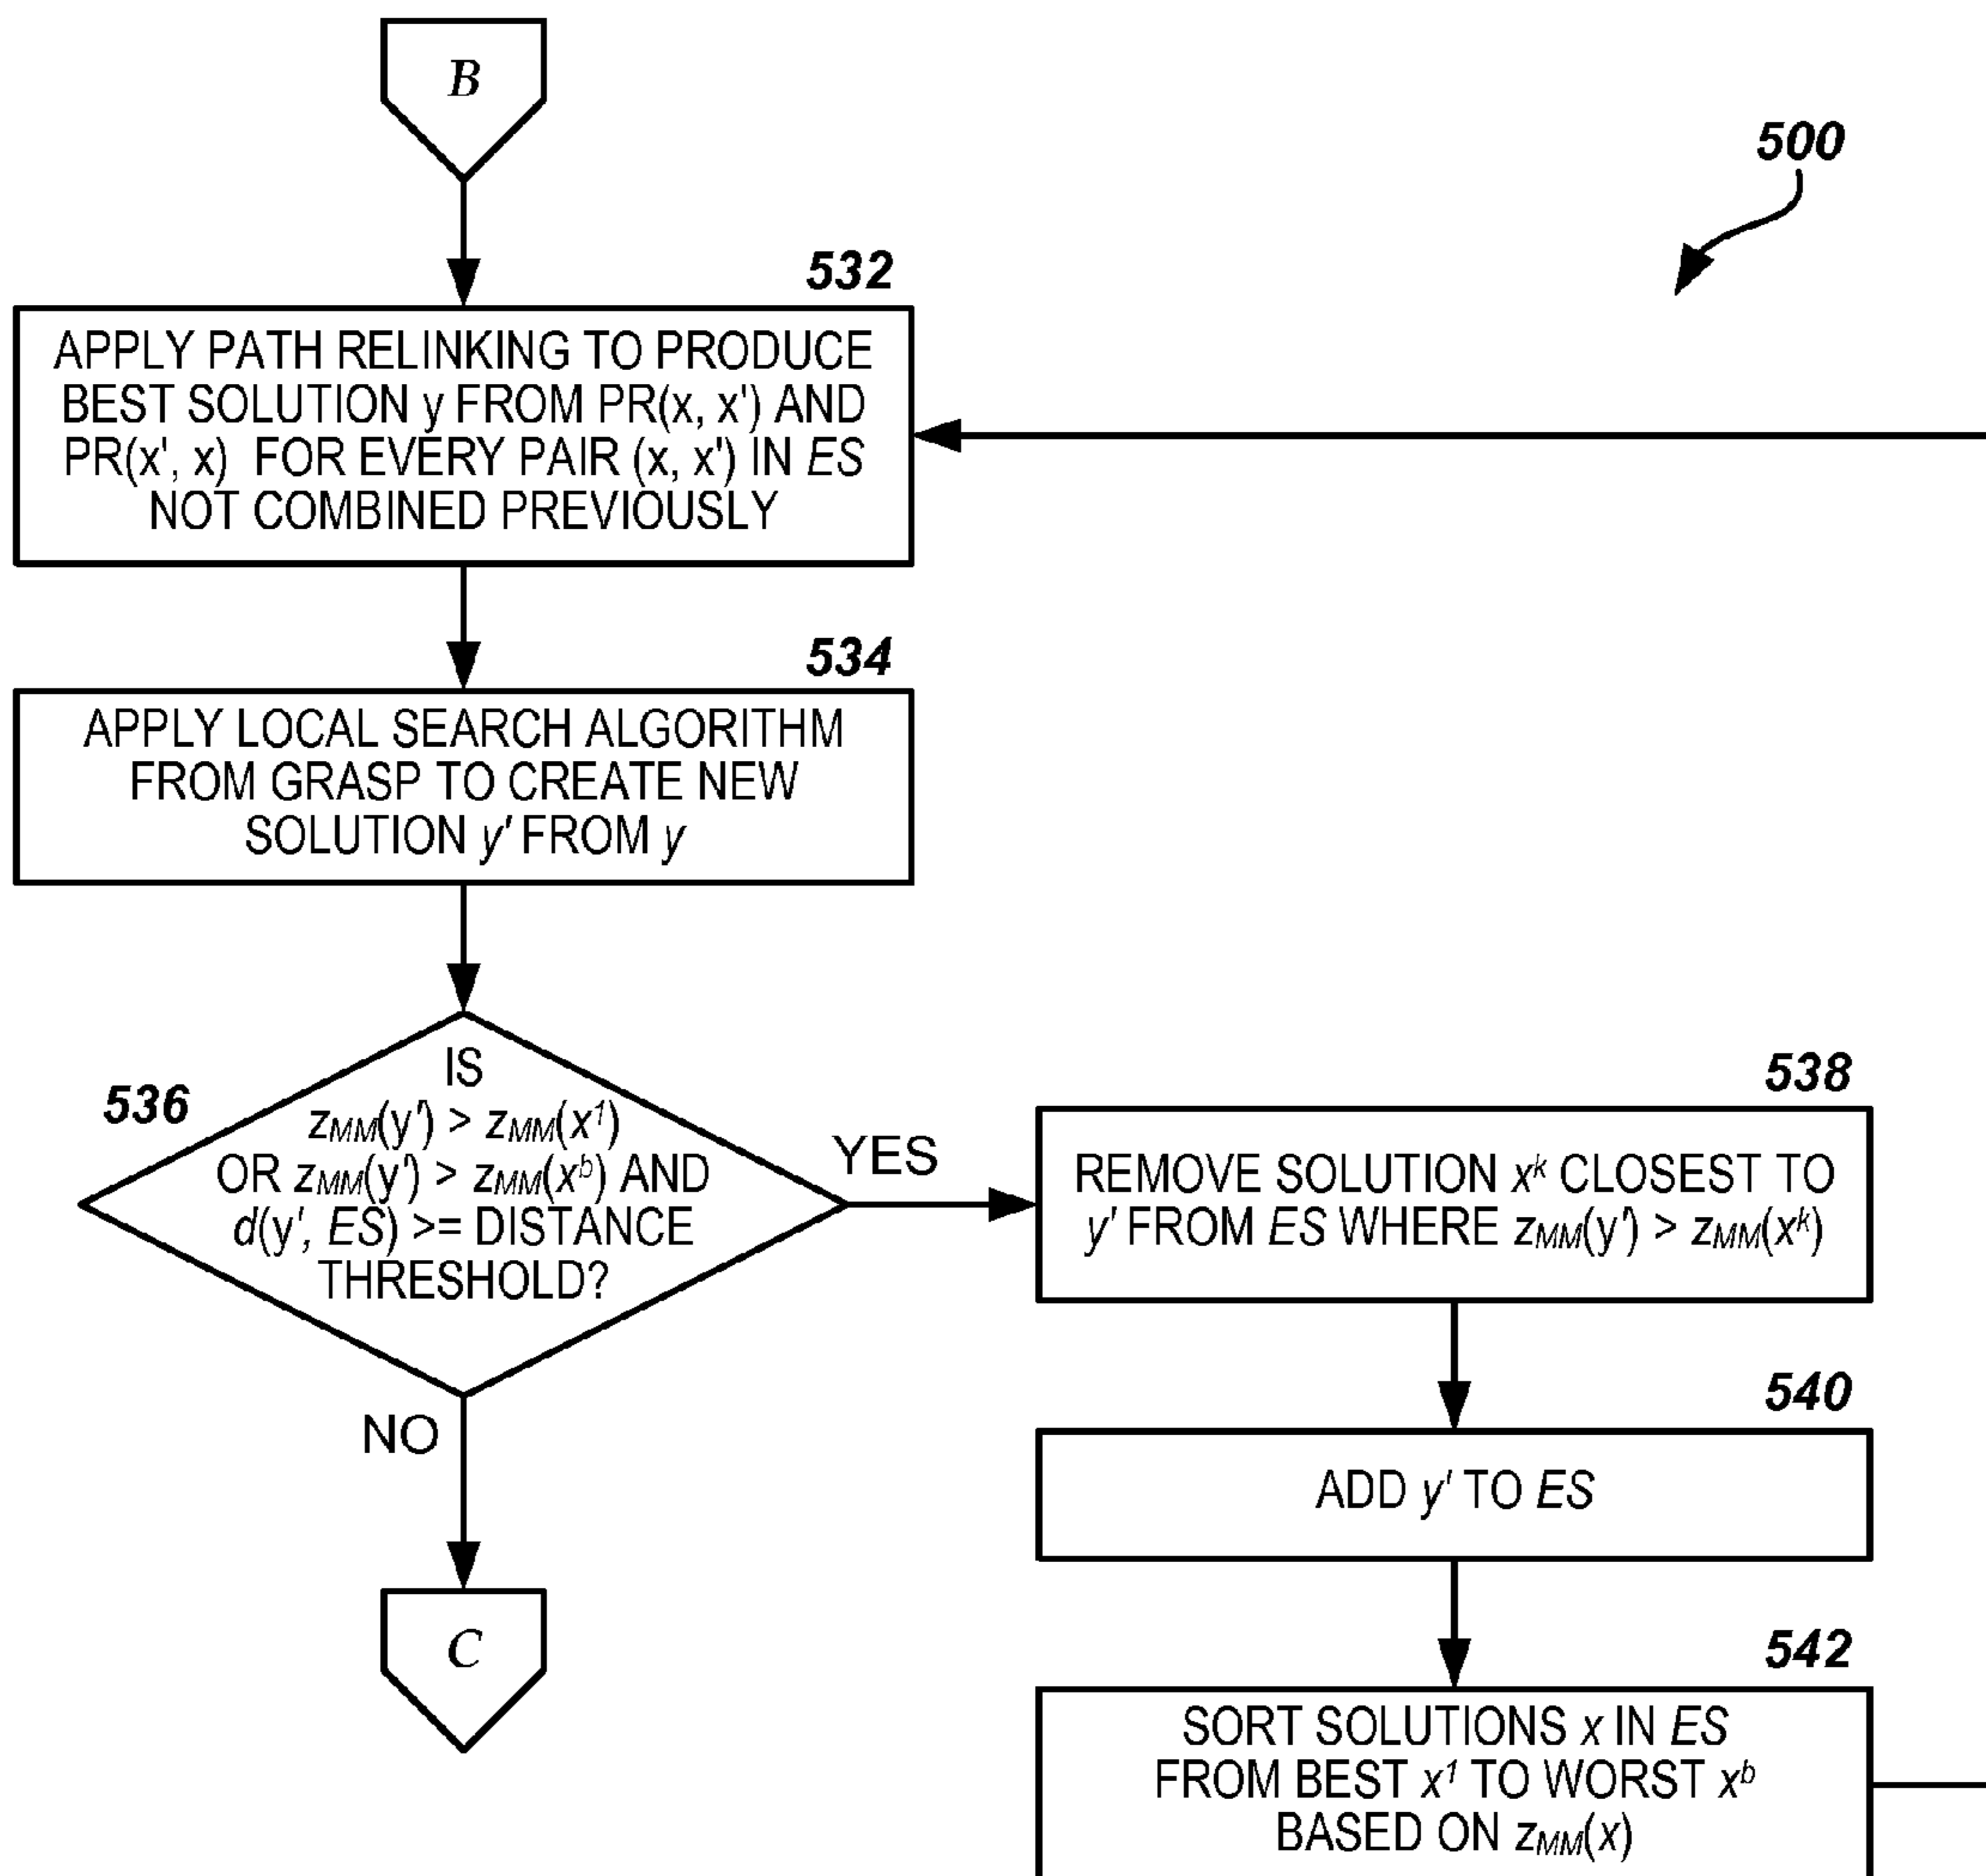 B
500
532
APPLY PATH RELINKING TO PRODUCE
BEST SOLUTION y FROM PR(x, x') AND
PR(x', x) FOR EVERY PAIR (x, x') IN ES
NOT COMBINED PREVIOUSLY
534
APPLY LOCAL SEARCH ALGORITHM
FROM GRASP TO CREATE NEW
SOLUTION y' FROM y
536
IS
zMM(y') > zMM(x¹)
OR zMM(y') > zMM(xᵇ) AND
d(y', ES) >= DISTANCE
THRESHOLD?
YES
NO
C
538
REMOVE SOLUTION xᵏ CLOSEST TO
y' FROM ES WHERE zMM(y') > zMM(xᵏ)
540
ADD y' TO ES
542
SORT SOLUTIONS x IN ES
FROM BEST x¹ TO WORST xᵇ
BASED ON zMM(x)